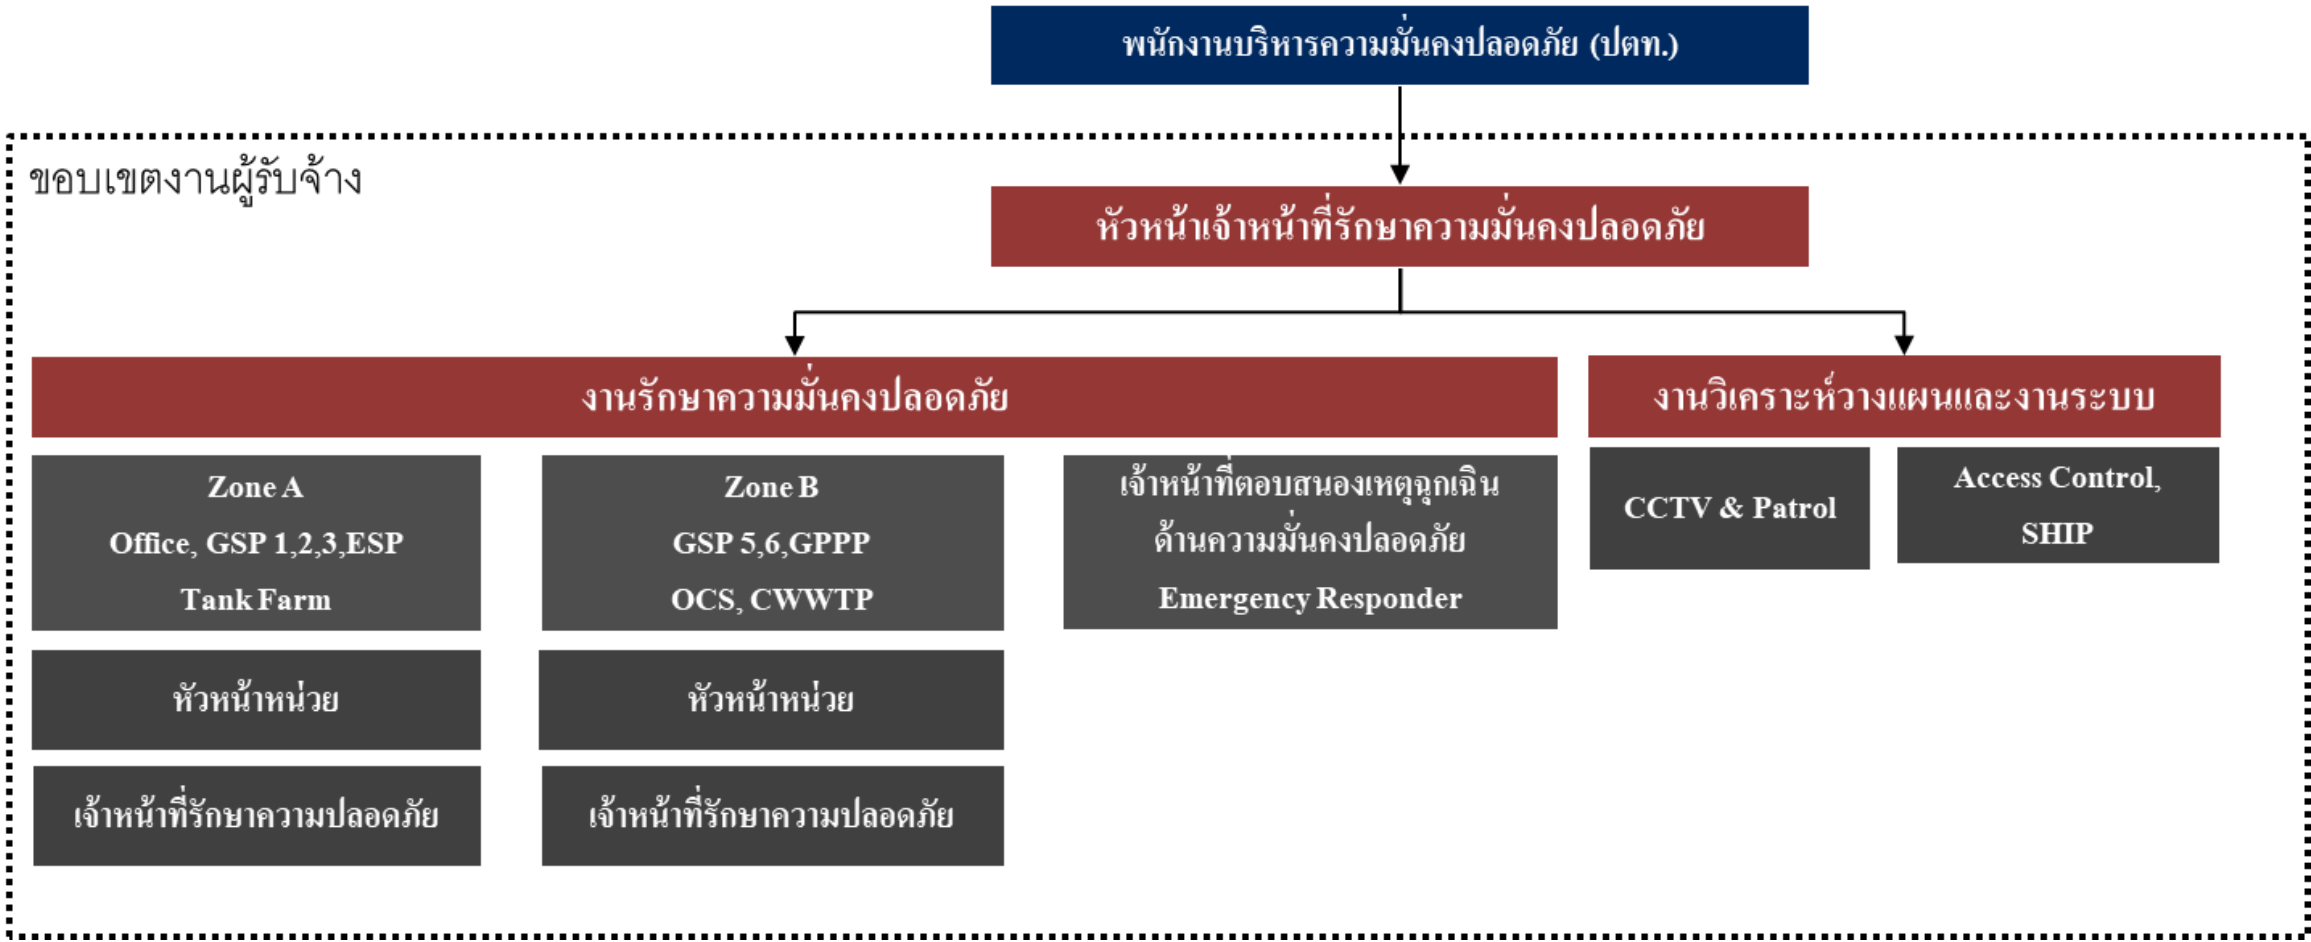 พนักงานบริหารความมั่นคงปลอดภัย (ปตท.)
ขอบเขตงานผู้รับจ้าง
หัวหน้าเจ้าหน้าที่รักษาความมั่นคงปลอดภัย
งานรักษาความมั่นคงปลอดภัย
งานวิเคราะห์วางแผนและงานระบบ
Zone A
Office, GSP 1,2,3,ESP
Tank Farm
Zone B
GSP 5,6,GPPP
OCS, CWWTP
เจ้าหน้าที่ตอบสนองเหตุฉุกเฉิน
ด้านความมั่นคงปลอดภัย
Emergency Responder
CCTV & Patrol
Access Control,
SHIP
หัวหน้าหน่วย
หัวหน้าหน่วย
เจ้าหน้าที่รักษาความปลอดภัย
เจ้าหน้าที่รักษาความปลอดภัย